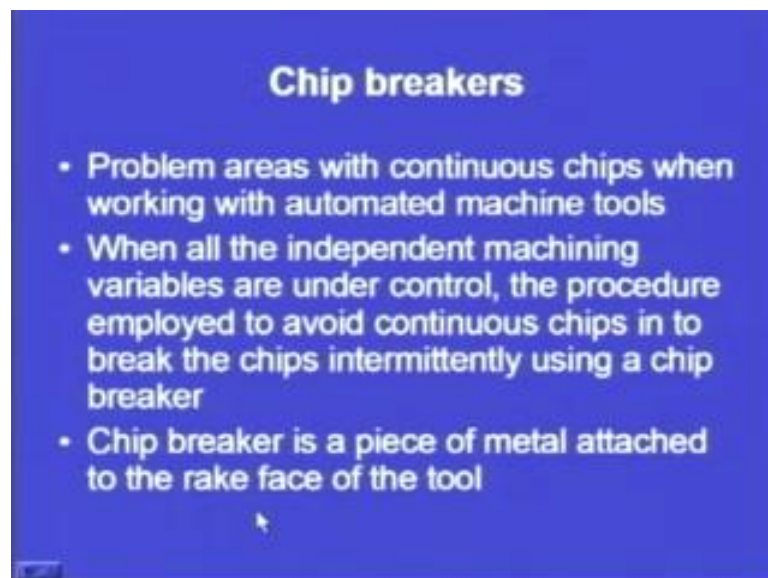 Chip breakers
• Problem areas with continuous chips when
working with automated machine tools
• When all the independent machining
variables are under control, the procedure
employed to avoid continuous chips in to
break the chips intermittently using a chip
breaker
• Chip breaker is a piece of metal attached
to the rake face of the tool